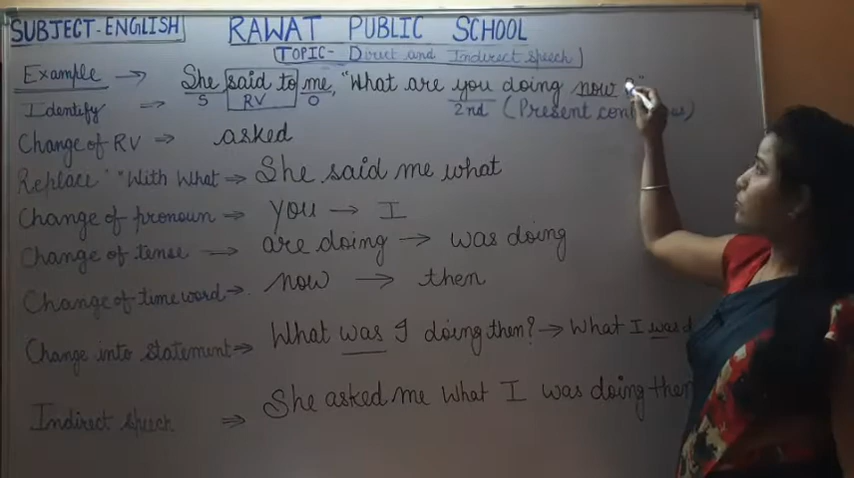 SUBJECT-ENGLISH RAWAT PUBLIC SCHOOL
TOPIC- Direct and Indirect speech
Example → She said to me, "What are you doing now ?"
Identify ⇒ S RV O 2nd (Present con
Change of RV → asked
Replace " " With What ⇒ She said me what
Change of pronoun → You → I
Change of tense → are doing → was doing
Change of time word → now → then
Change into statement ⇒ What was I doing then? → What I was d
Indirect speech ⇒ She asked me what I was doing then